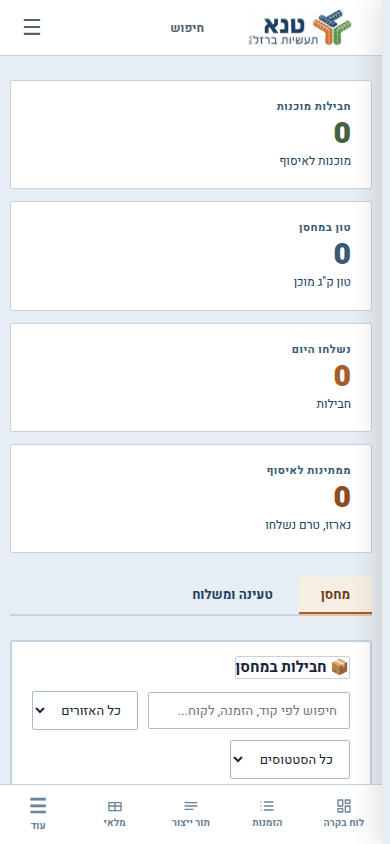 טנא
תעשיות ברזל
חיפוש
חבילות מוכנות
0
מוכנות לאיסוף
טון במחסן
0
טון ק"ג מוכן
נשלחו היום
0
חבילות
ממתינות לאיסוף
0
נארזו, טרם נשלחו
מחסן
טעינה ומשלוח
📦 חבילות במחסן
חיפוש לפי קוד, הזמנה, לקוח...
כל האזורים
כל הסטטוסים
לוח בקרה
הזמנות
תור ייצור
מלאי
עוד